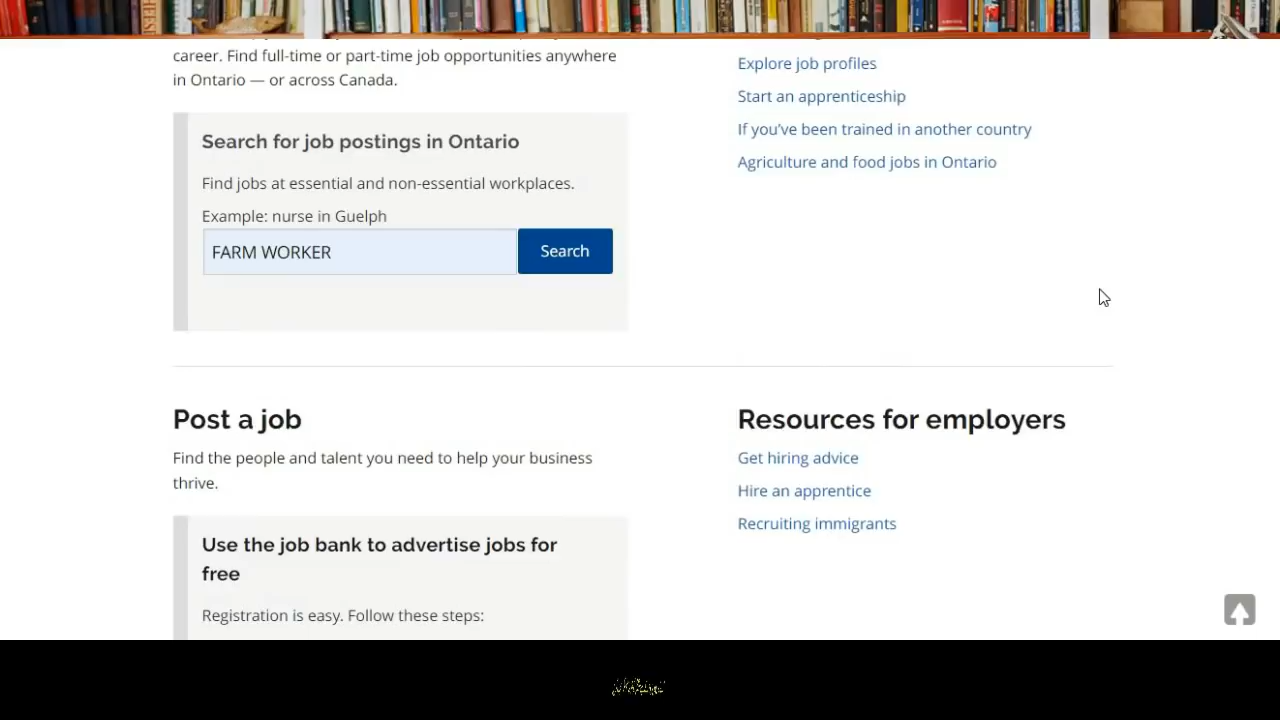 career. Find full-time or part-time job opportunities anywhere
in Ontario — or across Canada.
Search for job postings in Ontario
Find jobs at essential and non-essential workplaces.
Example: nurse in Guelph
FARM WORKER
Search
Explore job profiles
Start an apprenticeship
If you’ve been trained in another country
Agriculture and food jobs in Ontario
Post a job
Find the people and talent you need to help your business
thrive.
Use the job bank to advertise jobs for
free
Registration is easy. Follow these steps:
Resources for employers
Get hiring advice
Hire an apprentice
Recruiting immigrants